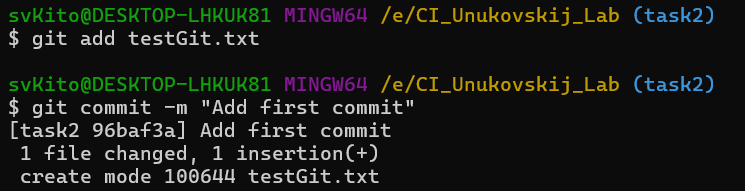 svKito@DESKTOP-LHKUK81 MINGW64 /e/CI_Unukovskij_Lab (task2)
$ git add testGit.txt
svKito@DESKTOP-LHKUK81 MINGW64 /e/CI_Unukovskij_Lab (task2)
$ git commit -m "Add first commit"
[task2 96baf3a] Add first commit
 1 file changed, 1 insertion(+)
 create mode 100644 testGit.txt